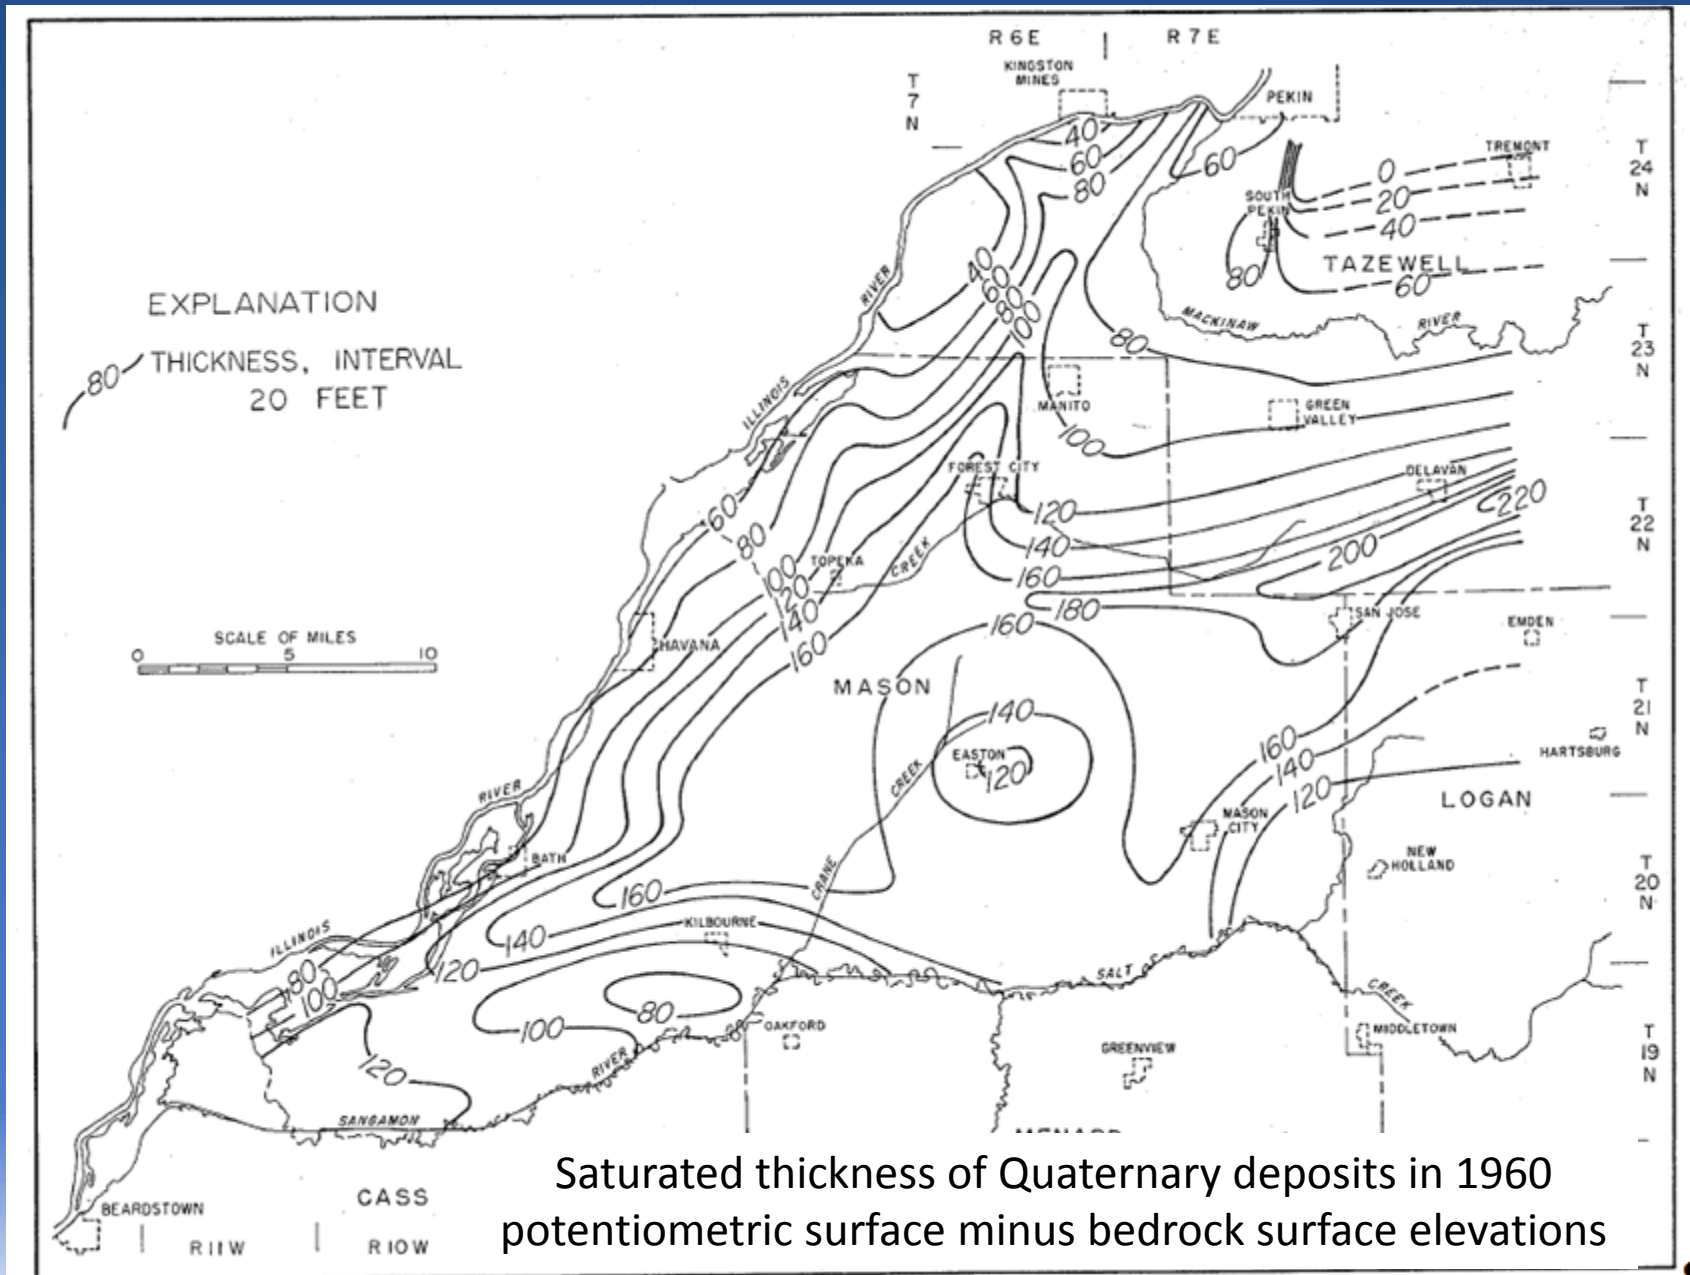 R 6 E
R 7 E
KINGSTON
MINES
T
7
N
PEKIN
40
60
80
60
TREMONT
T
24
N
0
20
40
SOUTH
PEKIN
TAZEWELL
80
60
RIVER
40
60
80
MACKINAW
RIVER
80
EXPLANATION
80
THICKNESS, INTERVAL
20 FEET
T
23
N
ILLINOIS
MANITO
GREEN
VALLEY
100
FOREST CITY
DELAVAN
220
60
120
T
22
N
80
140
200
TOPEKA
CREEK
100
120
160
140
180
160
SAN JOSE
EMDEN
SCALE OF MILES
0
5
10
HAVANA
160
MASON
T
21
N
140
160
HARTSBURG
EASTON
120
140
CREEK
120
RIVER
LOGAN
MASON
CITY
BATH
NEW
HOLLAND
CRANE
160
T
20
N
KILBOURNE
140
ILLINOIS
120
80
100
SALT
CREEK
80
100
OAKFORD
MIDDLETOWN
GREENVIEW
T
19
N
120
RIVER
SANGAMON
Saturated thickness of Quaternary deposits in 1960
potentiometric surface minus bedrock surface elevations
CASS
BEARDSTOWN
R 11 W
R 10 W